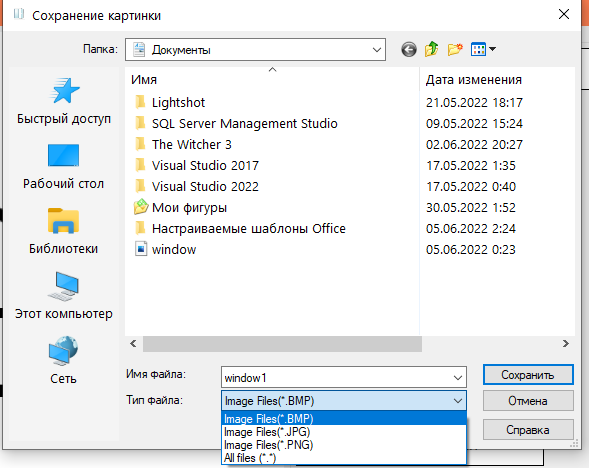 Сохранение картинки
Папка: Документы
Имя Дата изменения
Lightshot 21.05.2022 18:17
SQL Server Management Studio 09.05.2022 15:24
The Witcher 3 02.06.2022 20:27
Visual Studio 2017 17.05.2022 1:35
Visual Studio 2022 17.05.2022 0:40
Мои фигуры 30.05.2022 1:52
Настраиваемые шаблоны Office 05.06.2022 2:24
window 05.06.2022 0:23
Быстрый доступ
Рабочий стол
Библиотеки
Этот компьютер
Сеть
Имя файла: window1 Сохранить
Тип файла: Image Files(*.BMP) Отмена
Image Files(*.BMP)
Image Files(*.JPG) Справка
Image Files(*.PNG)
All files (*.*)